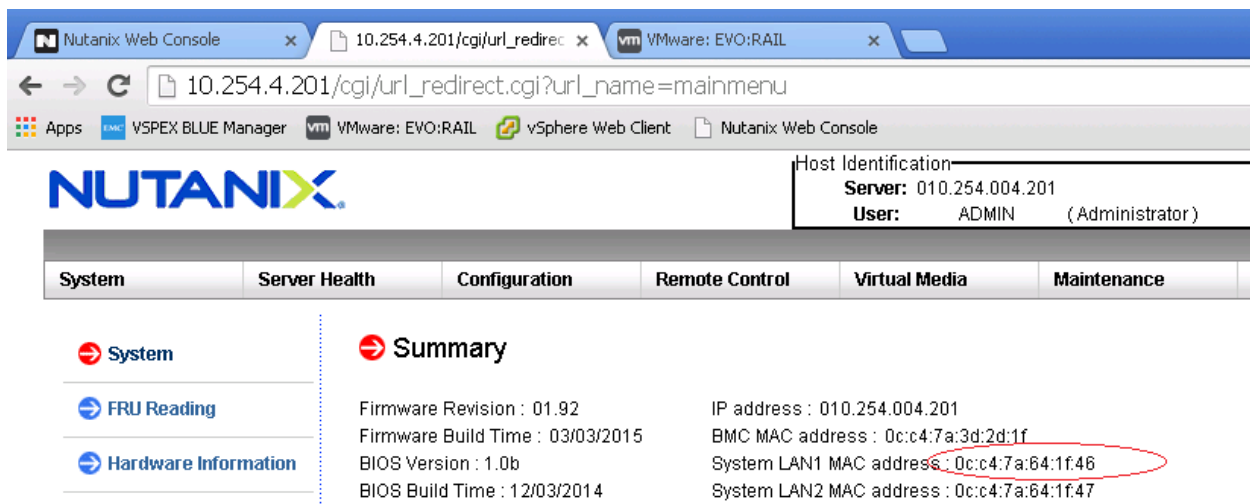 Nutanix Web Console
10.254.4.201/cgi/url_redirec
VMware: EVO:RAIL
10.254.4.201/cgi/url_redirect.cgi?url_name=mainmenu
Apps EMC VSPEX BLUE Manager vm VMware: EVO:RAIL vSphere Web Client Nutanix Web Console
NUTANIX.
Host Identification
Server: 010.254.004.201
User: ADMIN (Administrator)
System Server Health Configuration Remote Control Virtual Media Maintenance
System
FRU Reading
Hardware Information
Summary
Firmware Revision : 01.92
Firmware Build Time : 03/03/2015
BIOS Version : 1.0b
BIOS Build Time : 12/03/2014
IP address : 010.254.004.201
BMC MAC address : 0c:c4:7a:3d:2d:1f
System LAN1 MAC address : 0c:c4:7a:64:1f:46
System LAN2 MAC address : 0c:c4:7a:64:1f:47